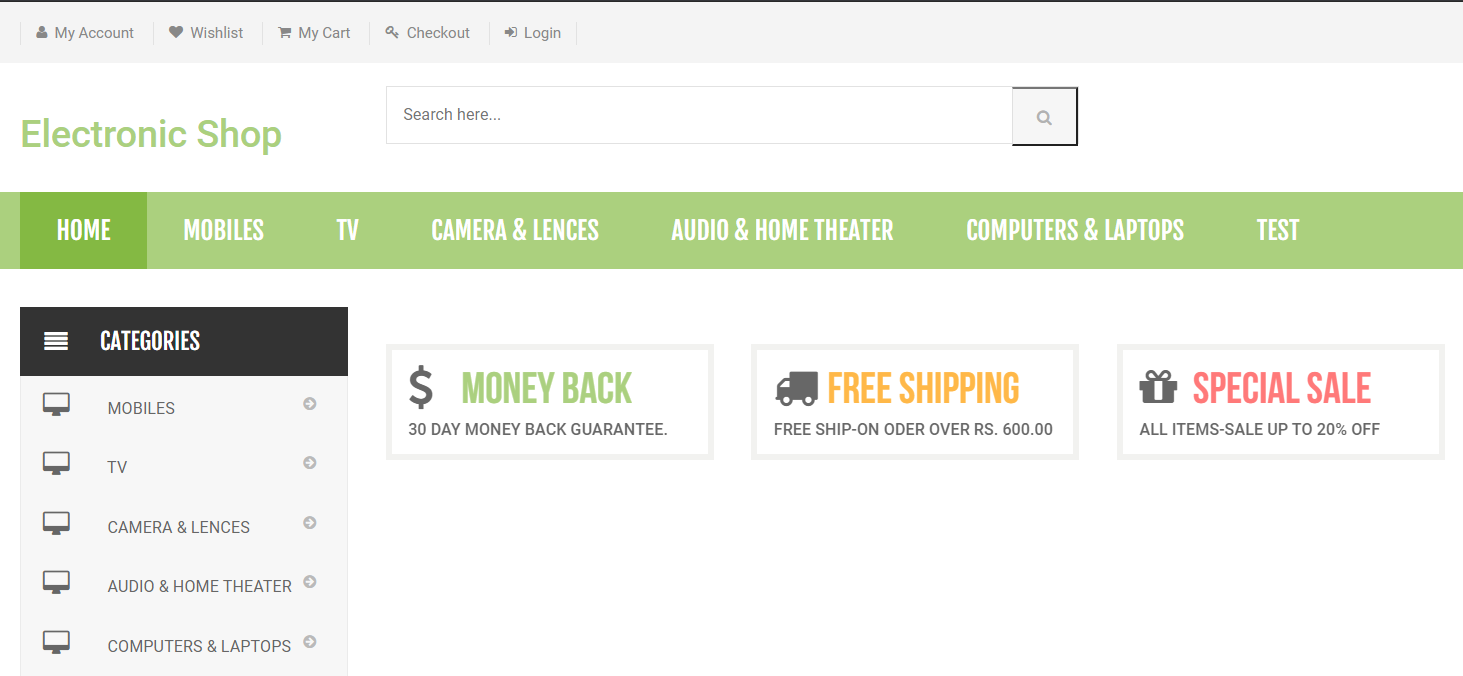 My Account Wishlist My Cart Checkout Login
Search here...
Electronic Shop
HOME MOBILES TV CAMERA & LENCES AUDIO & HOME THEATER COMPUTERS & LAPTOPS TEST
CATEGORIES
MOBILES
TV
CAMERA & LENCES
AUDIO & HOME THEATER
COMPUTERS & LAPTOPS
MONEY BACK
30 DAY MONEY BACK GUARANTEE.
FREE SHIPPING
FREE SHIP-ON ODER OVER RS. 600.00
SPECIAL SALE
ALL ITEMS-SALE UP TO 20% OFF